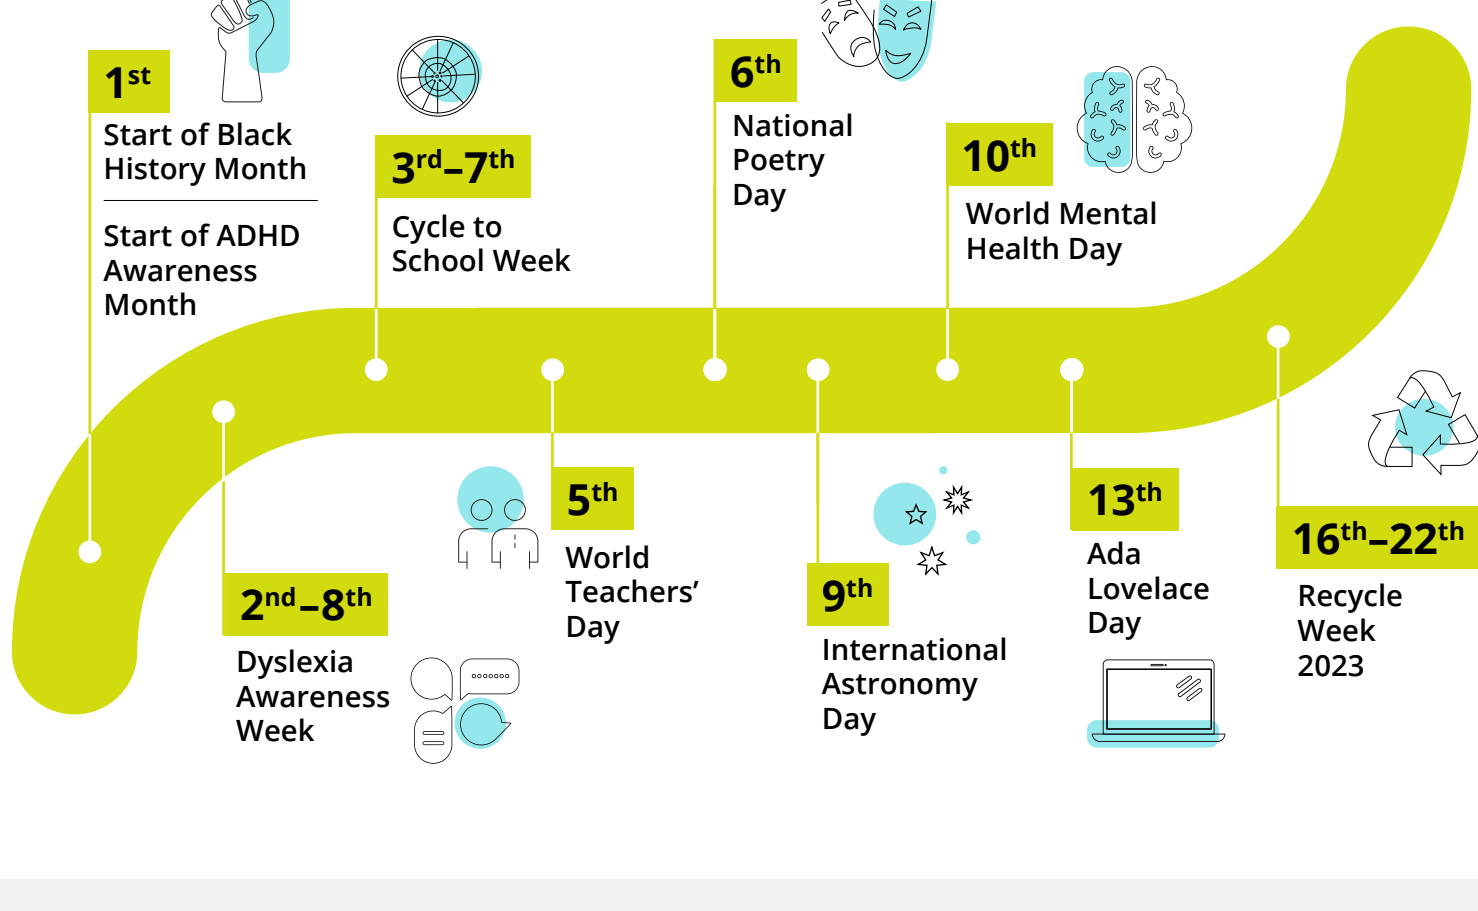 1st
Start of Black
History Month
Start of ADHD
Awareness
Month
2nd–8th
Dyslexia
Awareness
Week
3rd–7th
Cycle to
School Week
5th
World
Teachers’
Day
6th
National
Poetry
Day
9th
International
Astronomy
Day
10th
World Mental
Health Day
13th
Ada
Lovelace
Day
16th–22th
Recycle
Week
2023